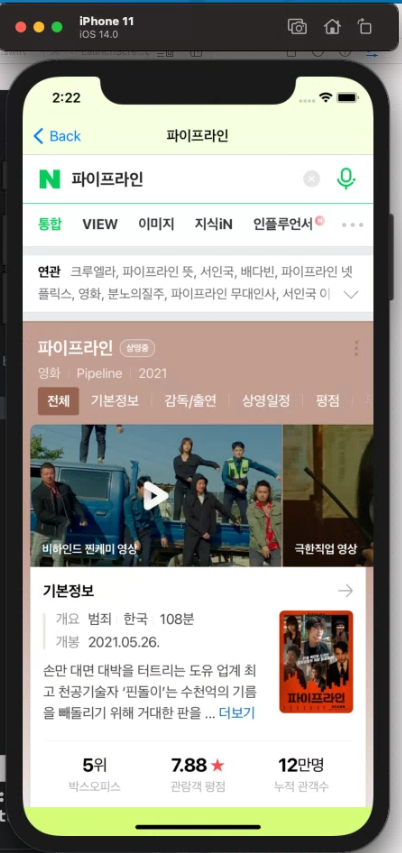 iPhone 11
iOS 14.0
2:22
Back
파이프라인
N 파이프라인
통합 VIEW 이미지 지식iN 인플루언서
연관 크루엘라, 파이프라인 뜻, 서인국, 배다빈, 파이프라인 넷
플릭스, 영화, 분노의질주, 파이프라인 무대인사, 서인국 이
파이프라인 상영중
영화 Pipeline 2021
전체 기본정보 감독/출연 상영일정 평점
비하인드 찐케미 영상
극한직업 영상
기본정보
개요 범죄 한국 108분
개봉 2021.05.26.
손만 대면 대박을 터트리는 도유 업계 최
고 천공기술자 '핀돌이'는 수천억의 기름
을 빼돌리기 위해 거대한 판을 ... 더보기
파이프라인
5위
박스오피스
7.88 ★
관람객 평점
12만명
누적 관객수